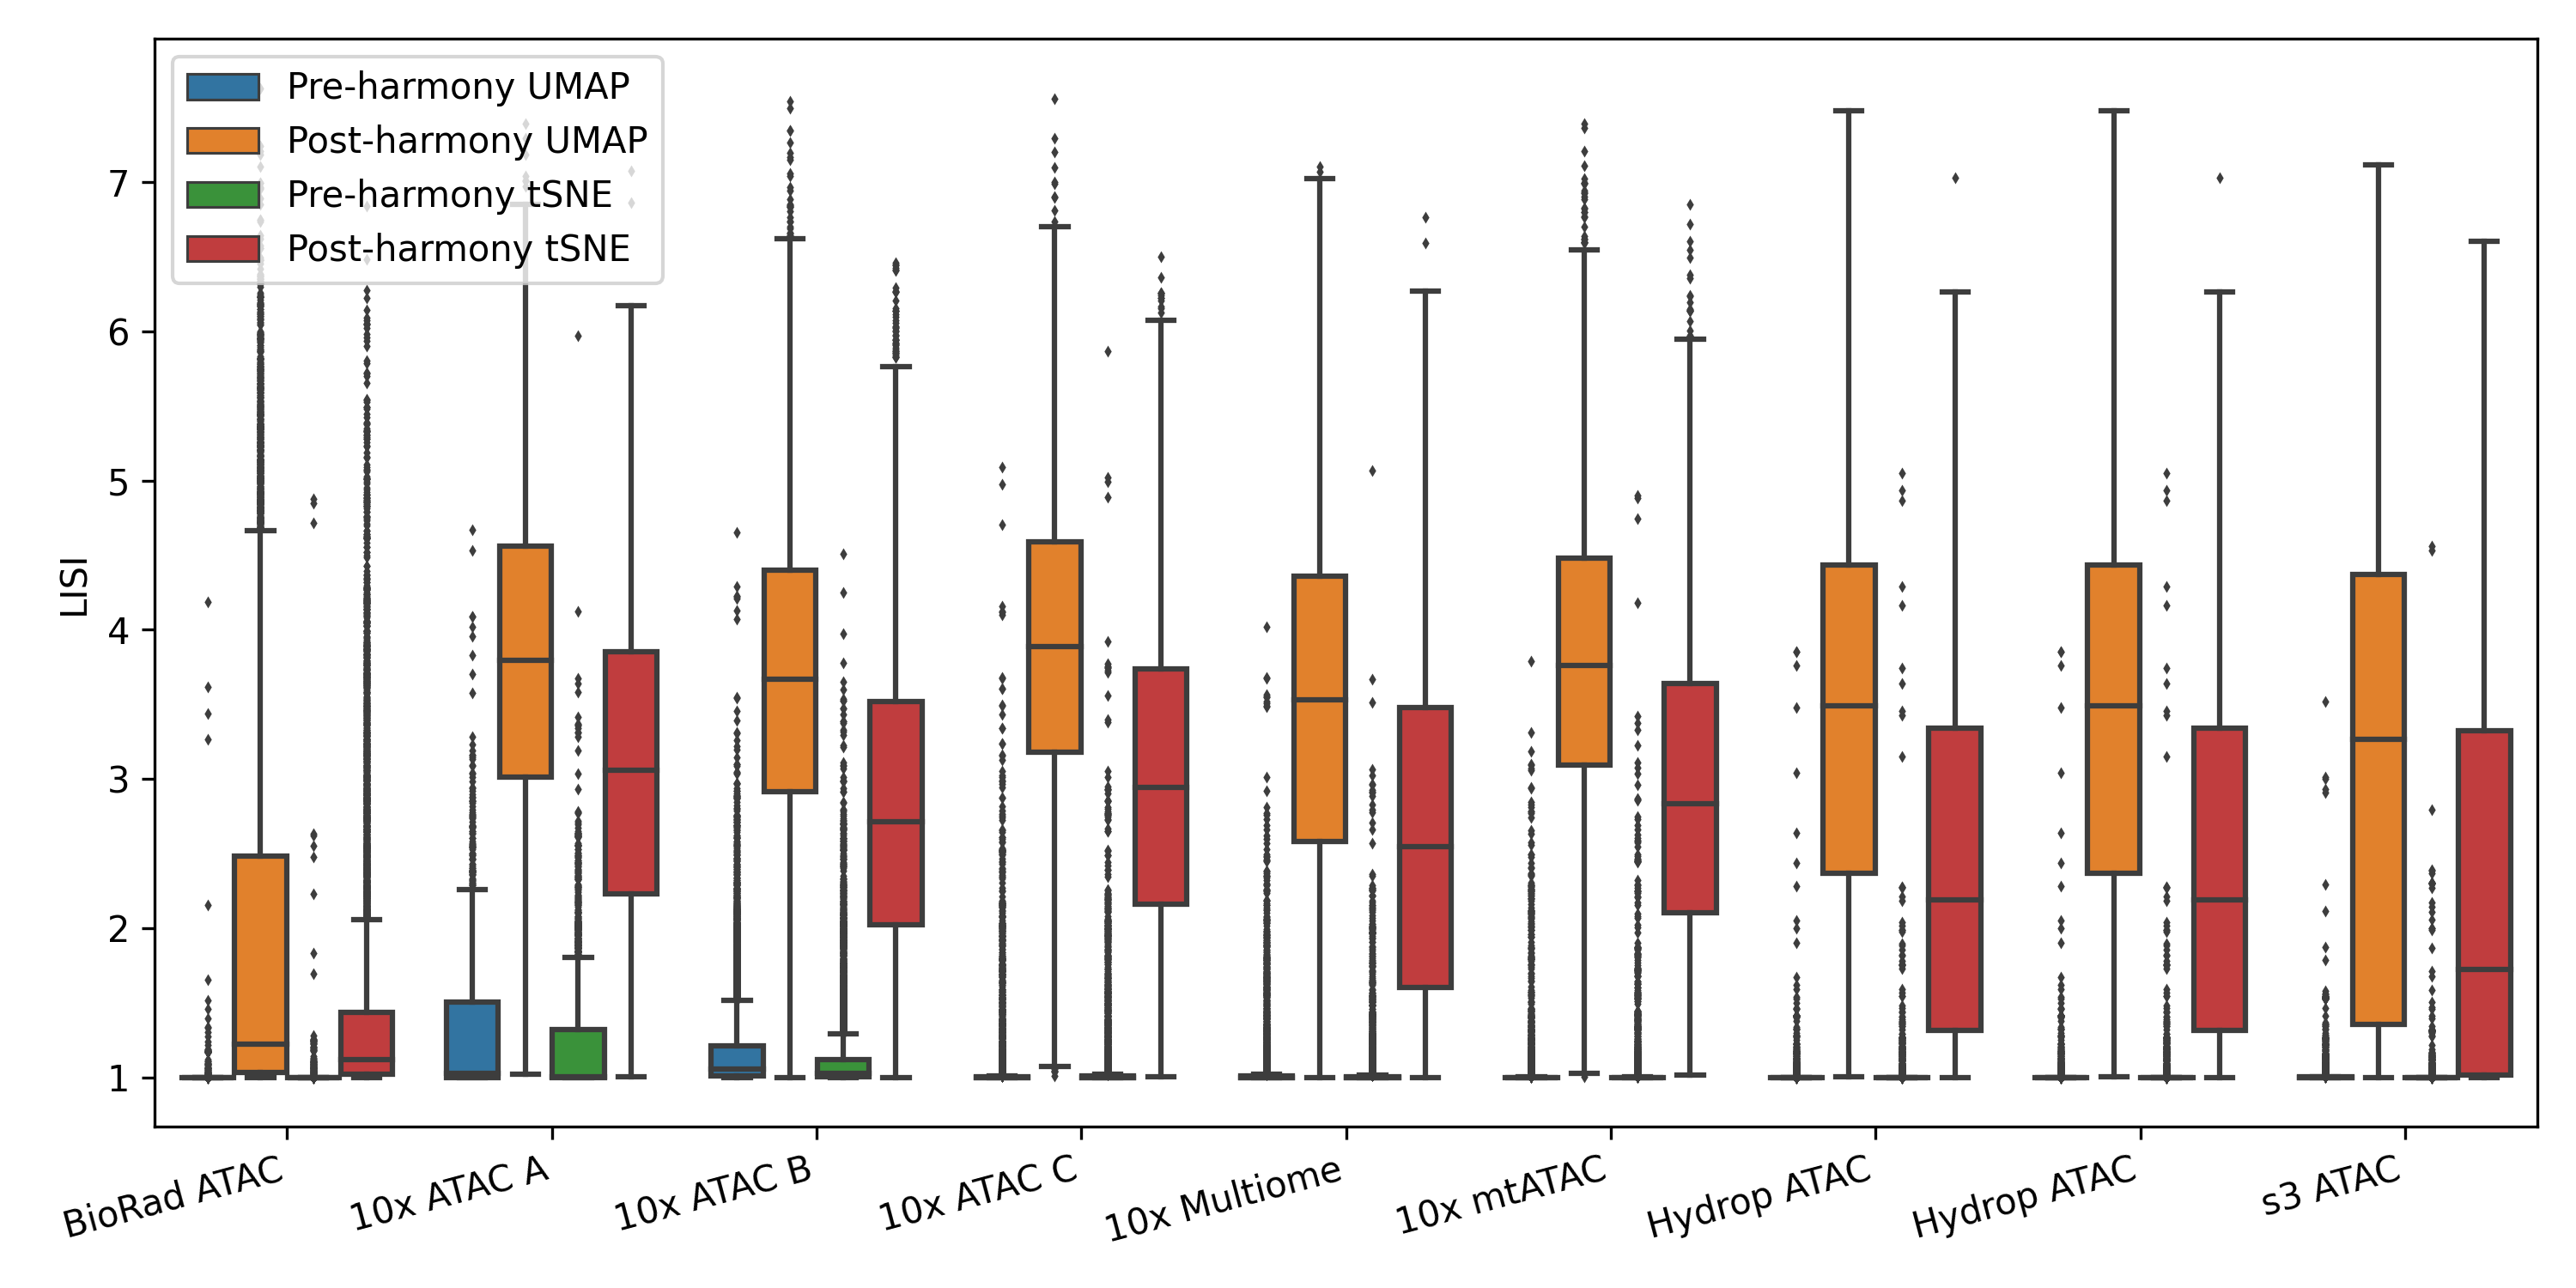 Pre-harmony UMAP
Post-harmony UMAP
Pre-harmony tSNE
Post-harmony tSNE
7
6
5
4
3
2
1
LISI
BioRad ATAC
10x ATAC A
10x ATAC B
10x ATAC C
10x Multiome
10x mtATAC
Hydrop ATAC
Hydrop ATAC
s3 ATAC